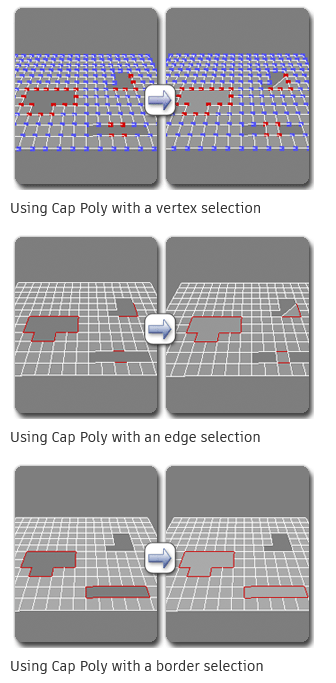 Using Cap Poly with a vertex selection
Using Cap Poly with an edge selection
Using Cap Poly with a border selection